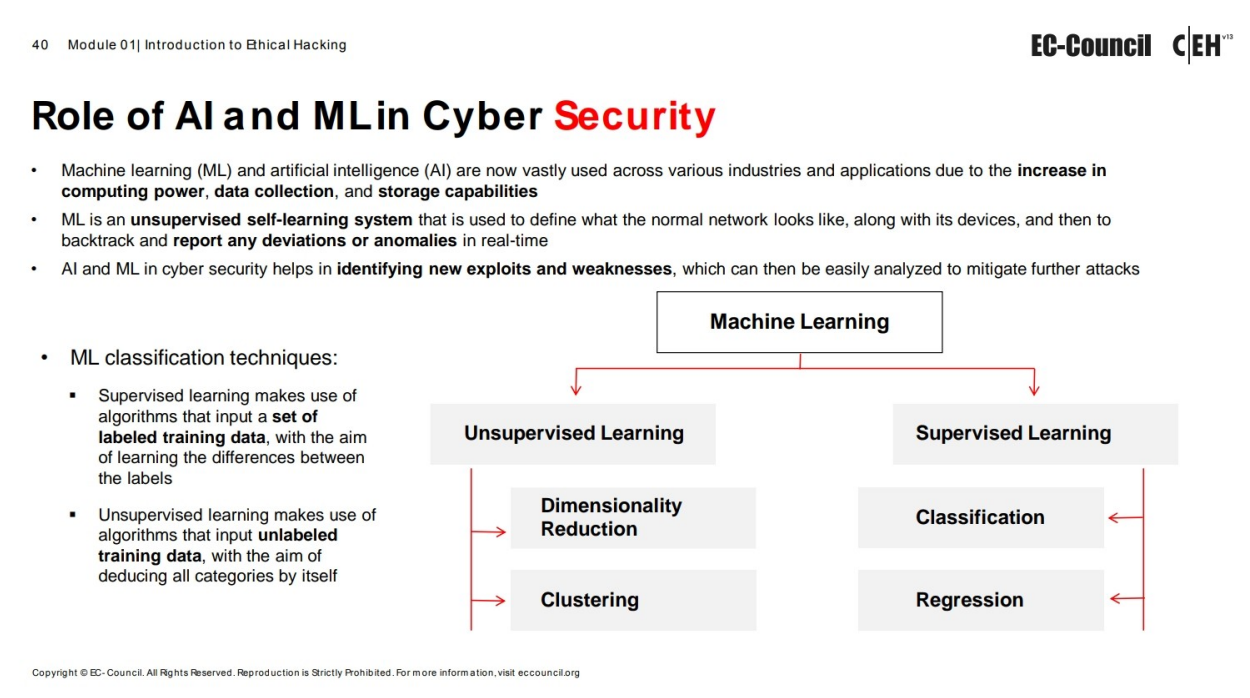 40 Module 01| Introduction to Ethical Hacking
EC-Council C|EH v13
Role of AI and ML in Cyber Security
• Machine learning (ML) and artificial intelligence (AI) are now vastly used across various industries and applications due to the increase in
computing power, data collection, and storage capabilities
• ML is an unsupervised self-learning system that is used to define what the normal network looks like, along with its devices, and then to
backtrack and report any deviations or anomalies in real-time
• AI and ML in cyber security helps in identifying new exploits and weaknesses, which can then be easily analyzed to mitigate further attacks
• ML classification techniques:
▪ Supervised learning makes use of
algorithms that input a set of
labeled training data, with the aim
of learning the differences between
the labels
▪ Unsupervised learning makes use of
algorithms that input unlabeled
training data, with the aim of
deducing all categories by itself
Machine Learning
Unsupervised Learning
Supervised Learning
Dimensionality
Reduction
Classification
Clustering
Regression
Copyright © EC- Council. All Rights Reserved. Reproduction is Strictly Prohibited. For more information, visit eccouncil.org